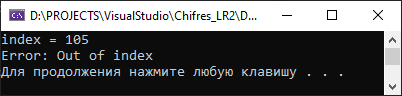 D:\PROJECTS\VisualStudio\Chifres_LR2\D...
index = 105
Error: Out of index
Для продолжения нажмите любую клавишу . . .